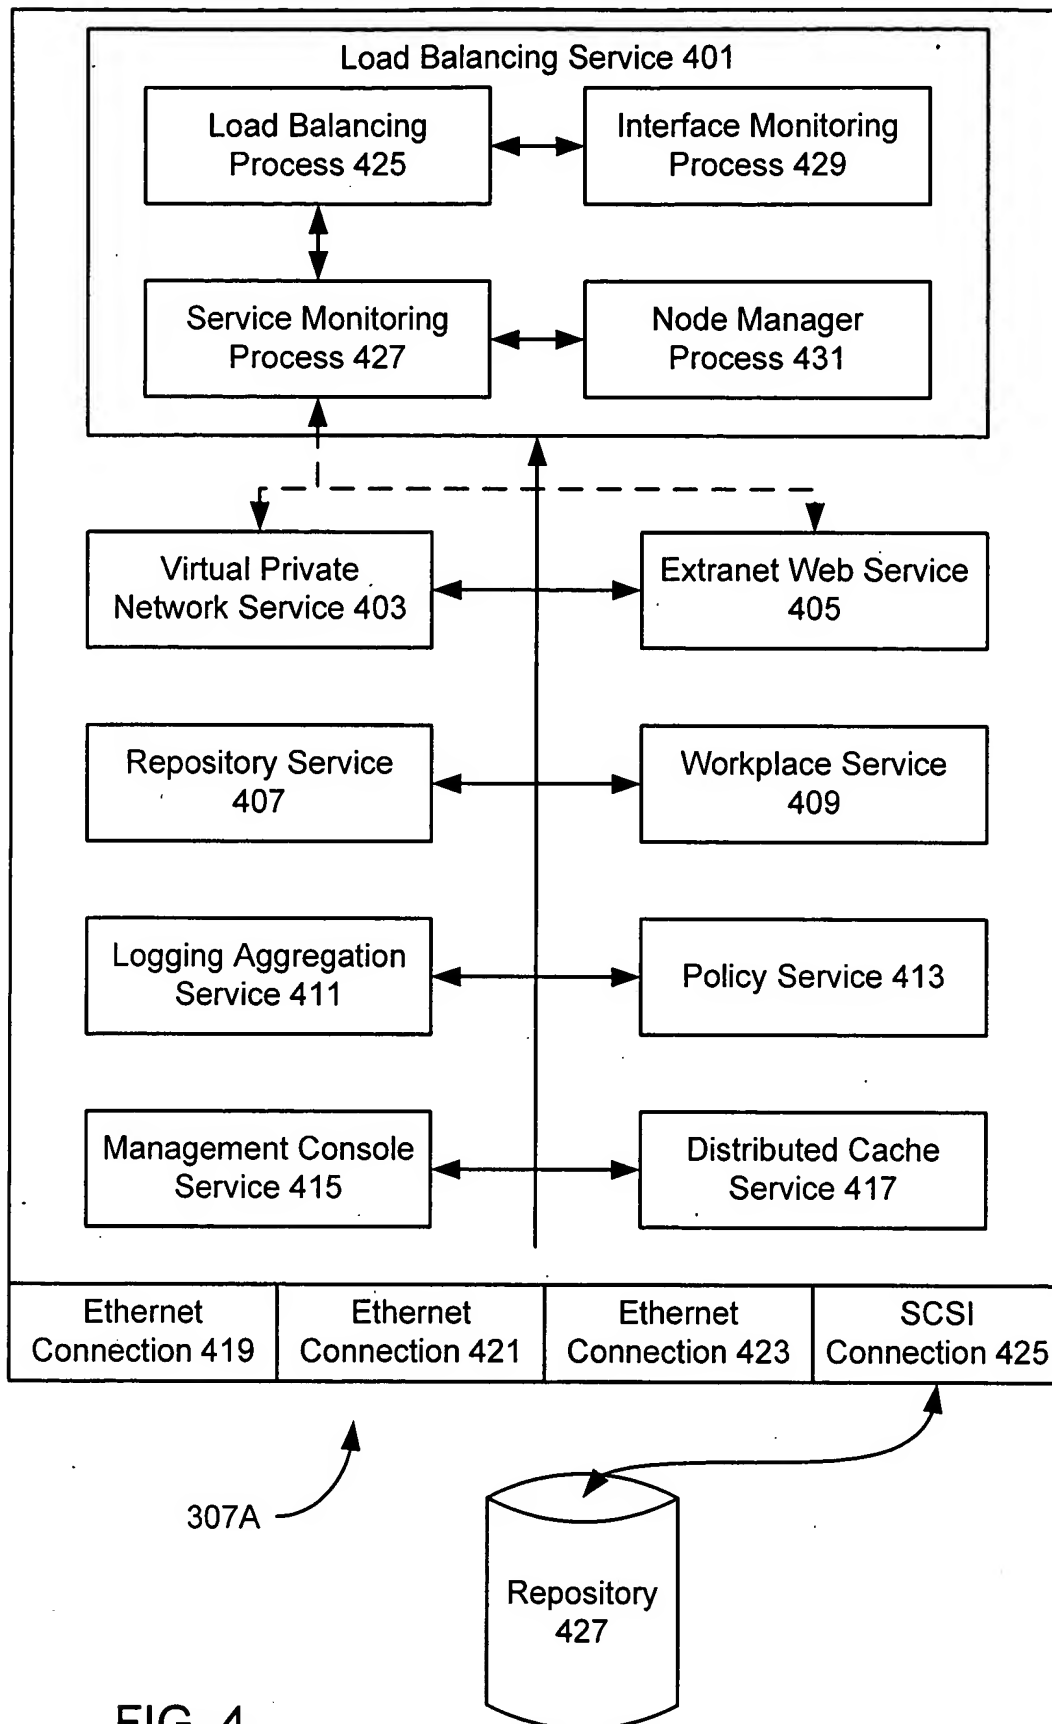 Load Balancing Service 401
Load Balancing
Process 425
Interface Monitoring
Process 429
Service Monitoring
Process 427
Node Manager
Process 431
Virtual Private
Network Service 403
Extranet Web Service
405
Repository Service
407
Workplace Service
409
Logging Aggregation
Service 411
Policy Service 413
Management Console
Service 415
Distributed Cache
Service 417
Ethernet
Connection 419
Ethernet
Connection 421
Ethernet
Connection 423
SCSI
Connection 425
307A
Repository
427
FIG. 4